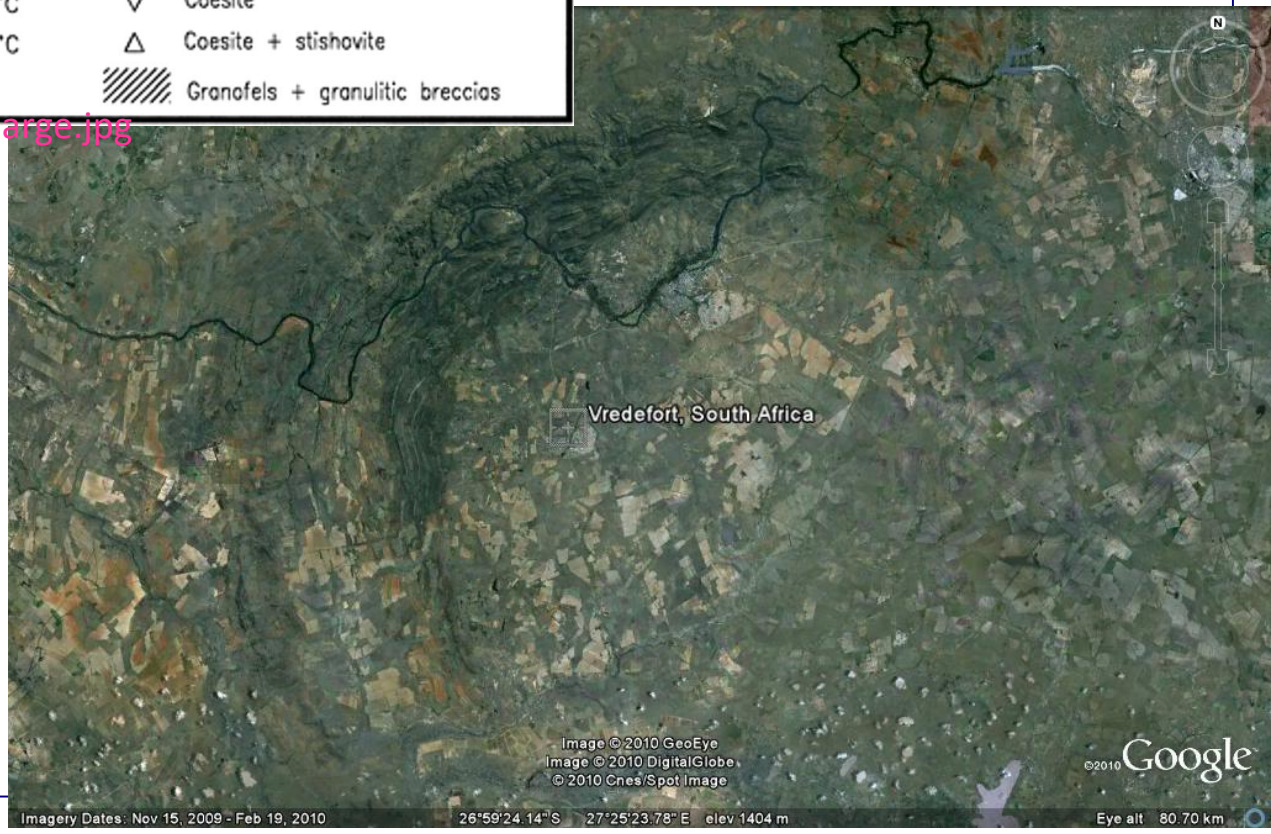 °C Coesite
°C Coesite + stishovite
Granofels + granulitic breccias
arge.jpg
N
Vredefort, South Africa
Image © 2010 GeoEye
Image © 2010 DigitalGlobe
© 2010 Cnes/Spot Image
©2010 Google
Imagery Dates: Nov 15, 2009 - Feb 19, 2010 26°59'24.14"S 27°25'23.78"E elev 1404 m Eye alt 80.70 km